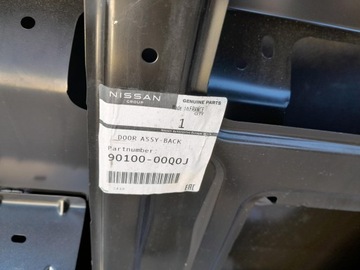 NISSAN
GROUP
GENUINE PARTS
1
DOOR ASSY-BACK
Partnumber
90100-00Q0J